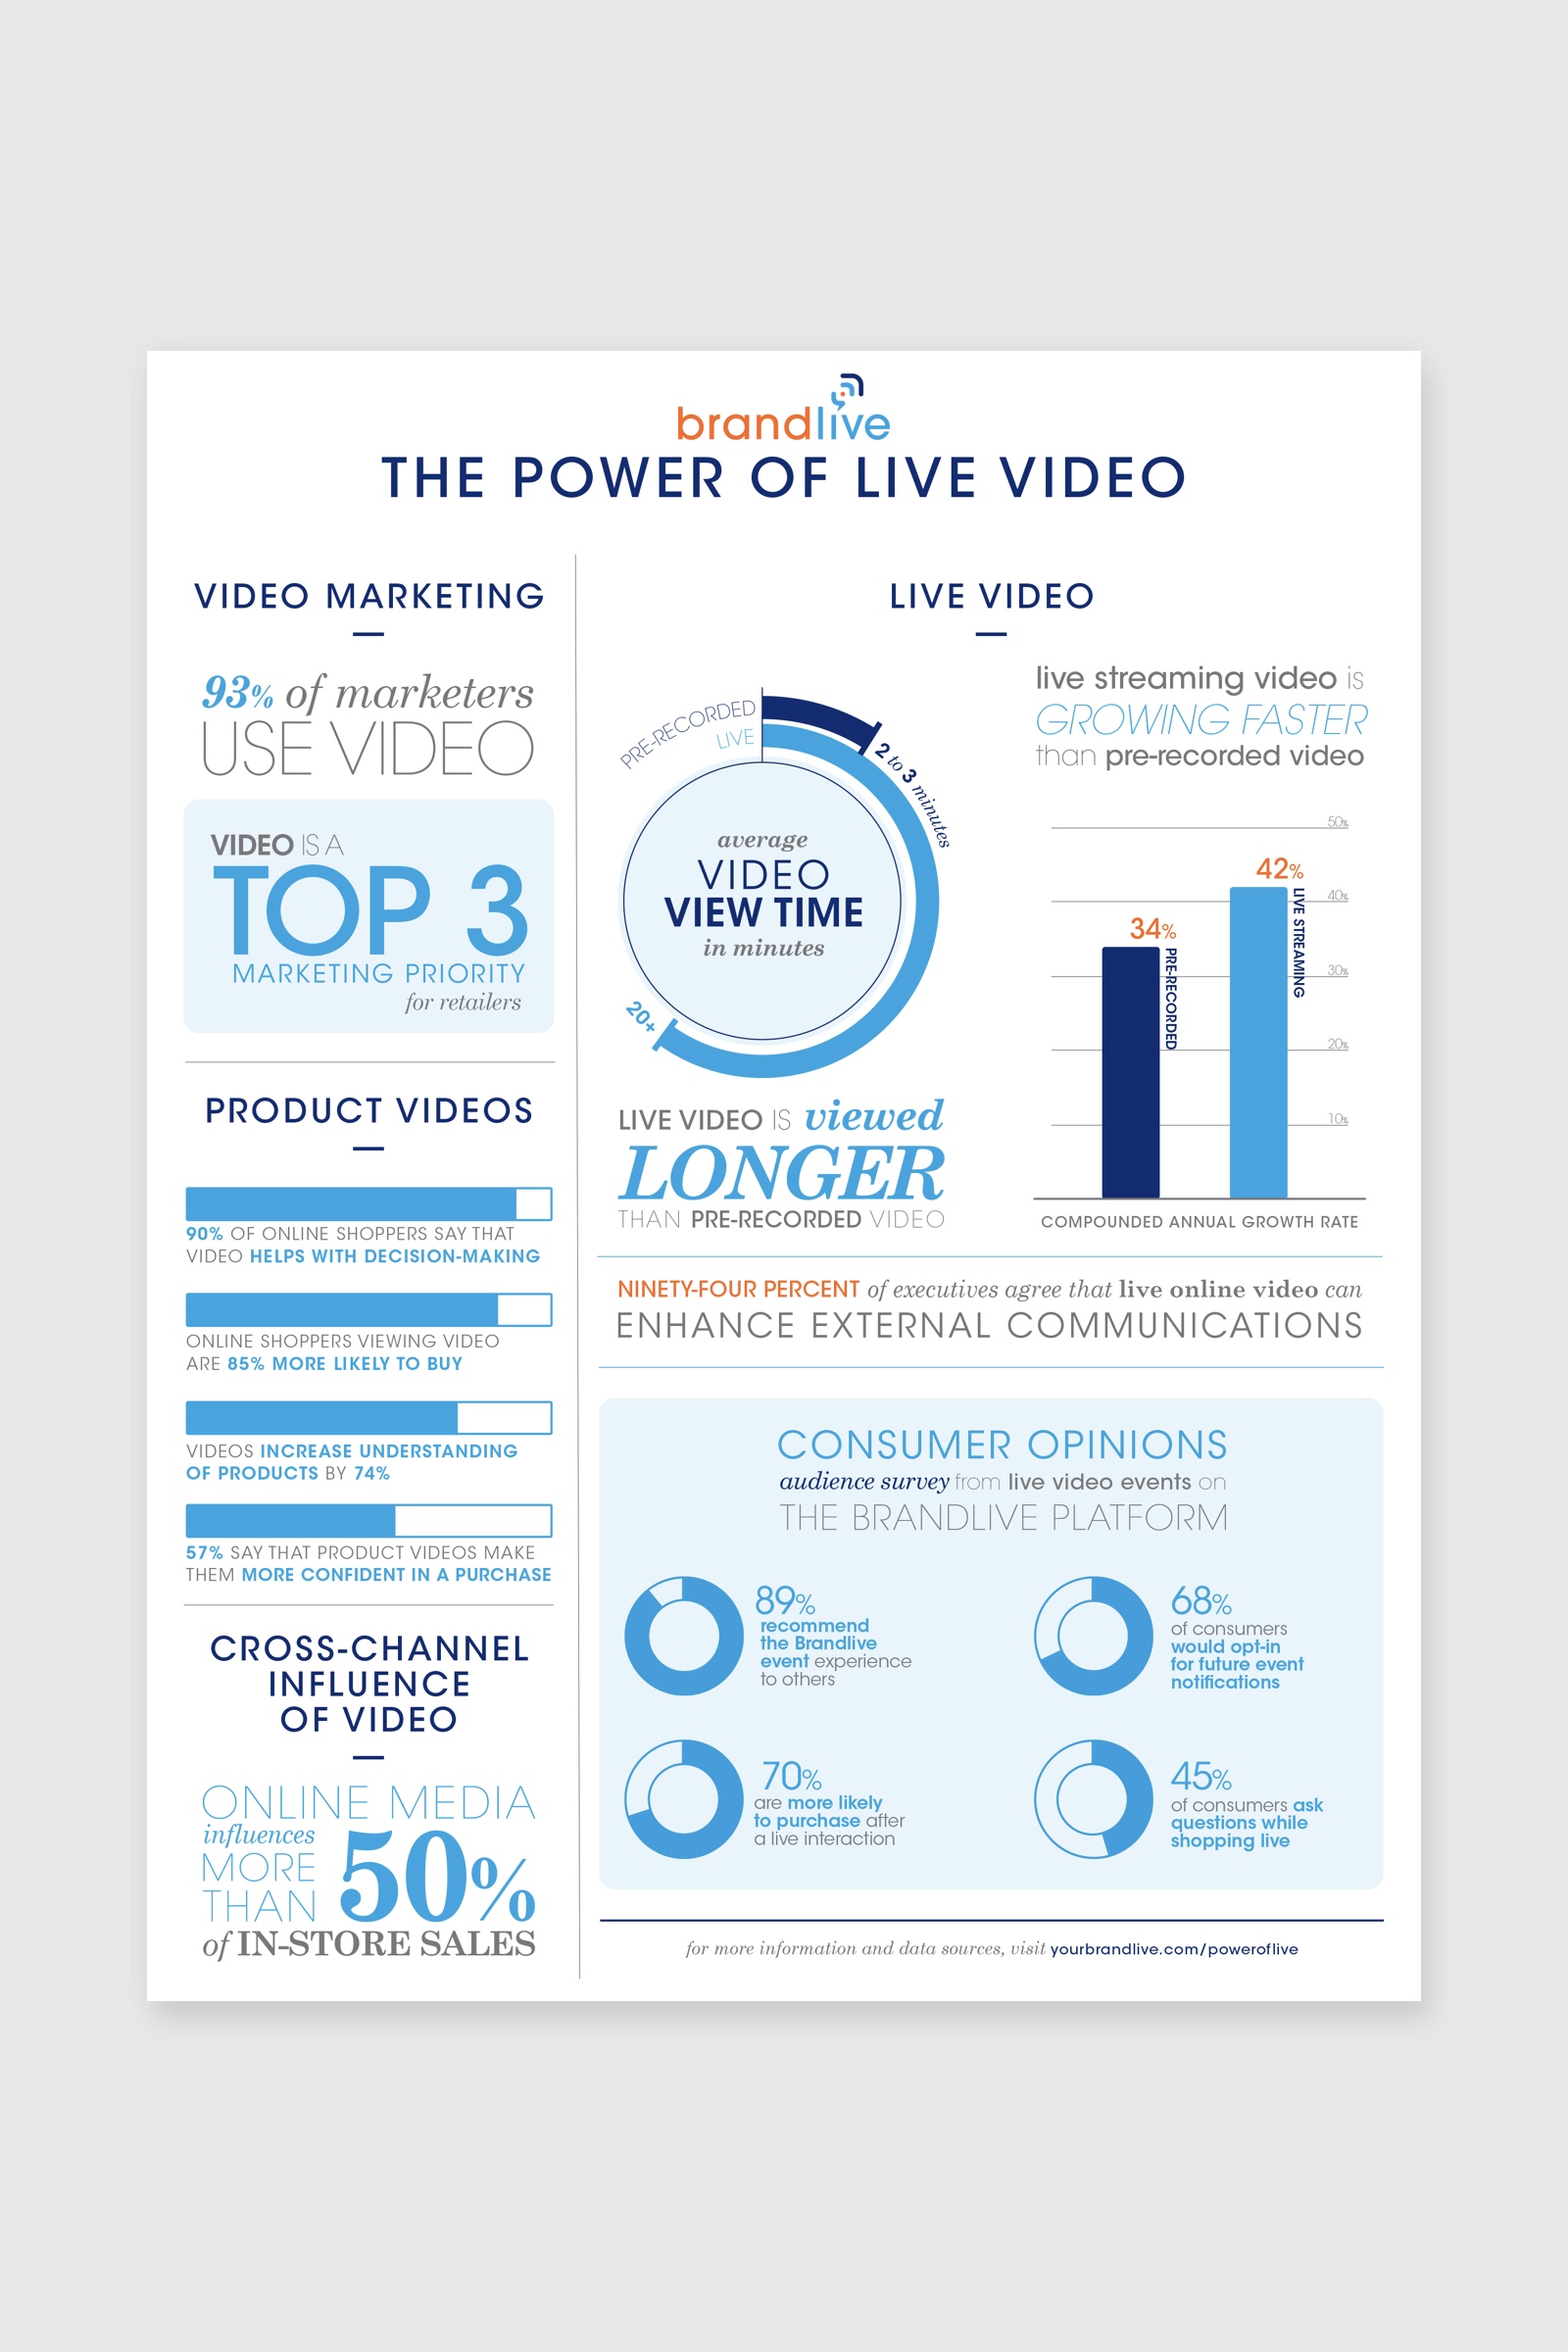 brandlive
THE POWER OF LIVE VIDEO
VIDEO MARKETING
93% of marketers
USE VIDEO
VIDEO IS A
TOP 3
MARKETING PRIORITY
for retailers
PRODUCT VIDEOS
90% OF ONLINE SHOPPERS SAY THAT
VIDEO HELPS WITH DECISION-MAKING
ONLINE SHOPPERS VIEWING VIDEO
ARE 85% MORE LIKELY TO BUY
VIDEOS INCREASE UNDERSTANDING
OF PRODUCTS BY 74%
57% SAY THAT PRODUCT VIDEOS MAKE
THEM MORE CONFIDENT IN A PURCHASE
CROSS-CHANNEL
INFLUENCE
OF VIDEO
ONLINE MEDIA
influences
MORE
THAN 50%
of IN-STORE SALES
LIVE VIDEO
PRE-RECORDED
LIVE
2 to 3 minutes
20+
average
VIDEO
VIEW TIME
in minutes
LIVE VIDEO IS viewed
LONGER
THAN PRE-RECORDED VIDEO
live streaming video is
GROWING FASTER
than pre-recorded video
50%
40%
30%
20%
10%
34%
PRE-RECORDED
42%
LIVE STREAMING
COMPOUNDED ANNUAL GROWTH RATE
NINETY-FOUR PERCENT of executives agree that live online video can
ENHANCE EXTERNAL COMMUNICATIONS
CONSUMER OPINIONS
audience survey from live video events on
THE BRANDLIVE PLATFORM
89%
recommend
the Brandlive
event experience
to others
68%
of consumers
would opt-in
for future event
notifications
70%
are more likely
to purchase after
a live interaction
45%
of consumers ask
questions while
shopping live
for more information and data sources, visit yourbrandlive.com/poweroflive